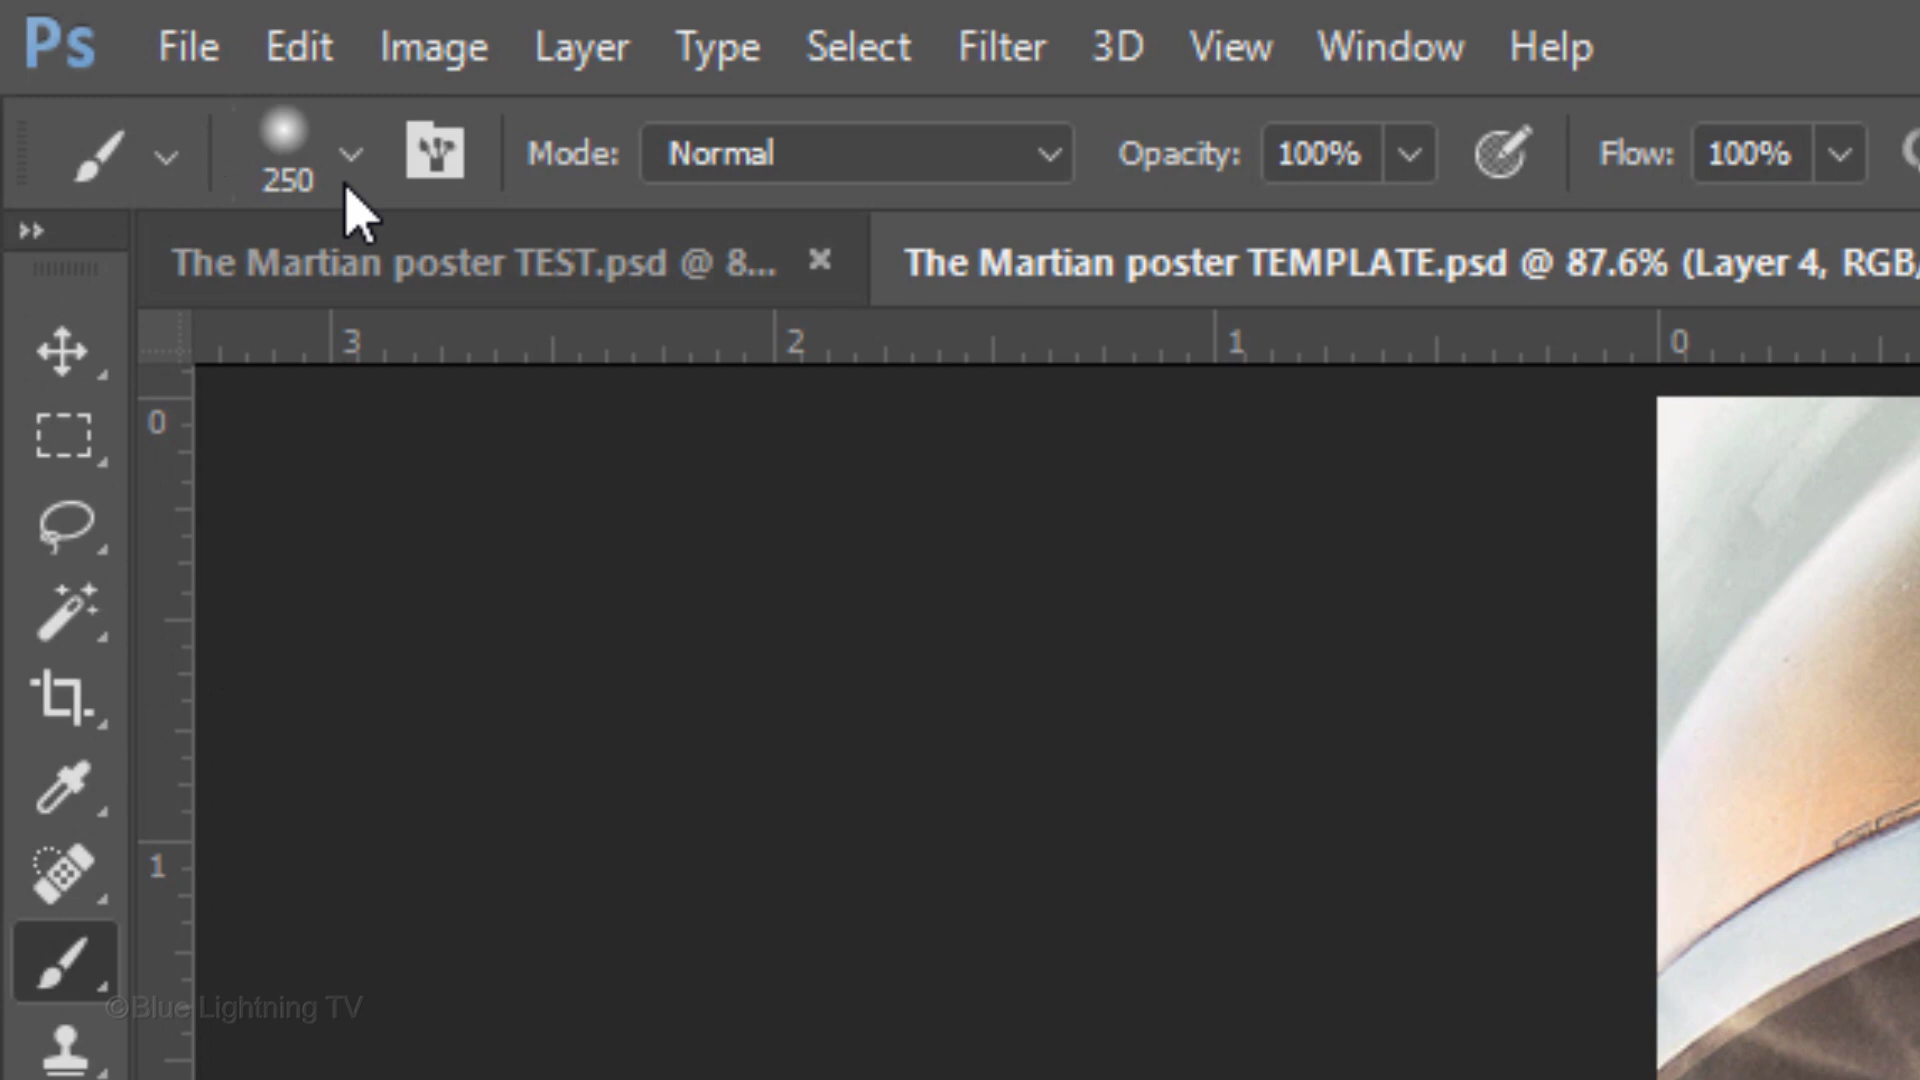 Ps File Edit Image Layer Type Select Filter 3D View Window Help
250 Mode: Normal Opacity: 100% Flow: 100%
The Martian poster TEST.psd @ 8... The Martian poster TEMPLATE.psd @ 87.6% (Layer 4, RGB/
3 2 1 0
0
1
©Blue Lightning TV